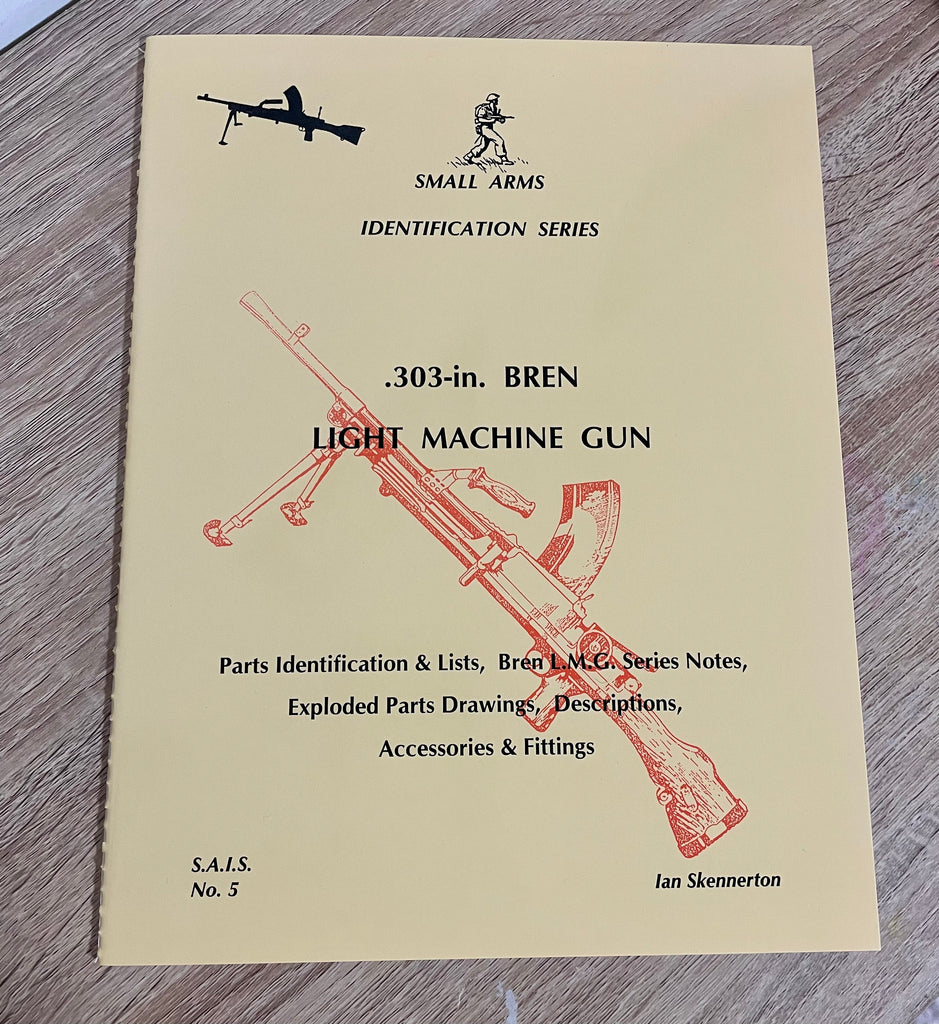 SMALL ARMS
IDENTIFICATION SERIES
.303-in. BREN
LIGHT MACHINE GUN
Parts Identification & Lists, Bren L.M.G. Series Notes,
Exploded Parts Drawings, Descriptions,
Accessories & Fittings
S.A.I.S.
No. 5
Ian Skennerton